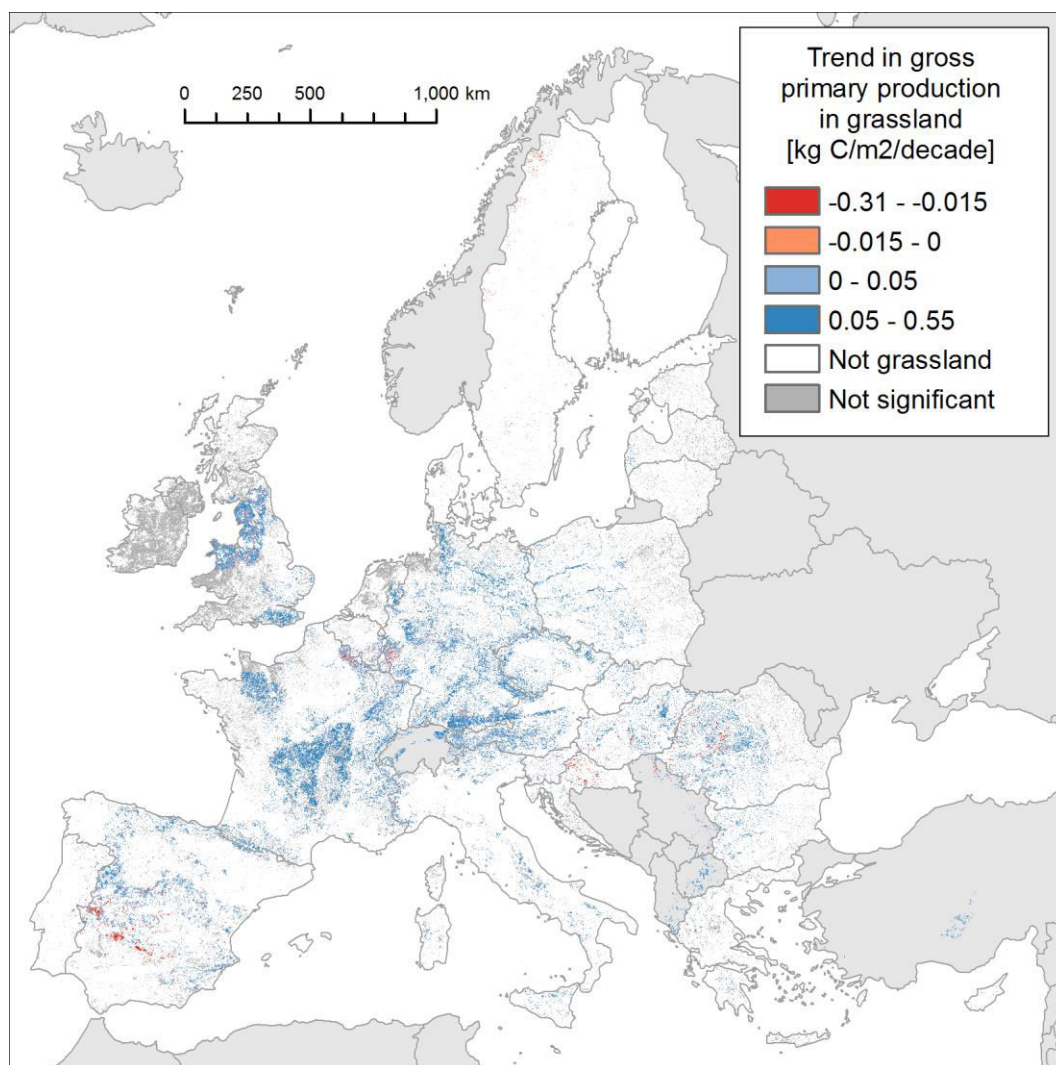 0 250 500 1,000 km
Trend in gross
primary production
in grassland
[kg C/m2/decade]
-0.31 - -0.015
-0.015 - 0
0 - 0.05
0.05 - 0.55
Not grassland
Not significant